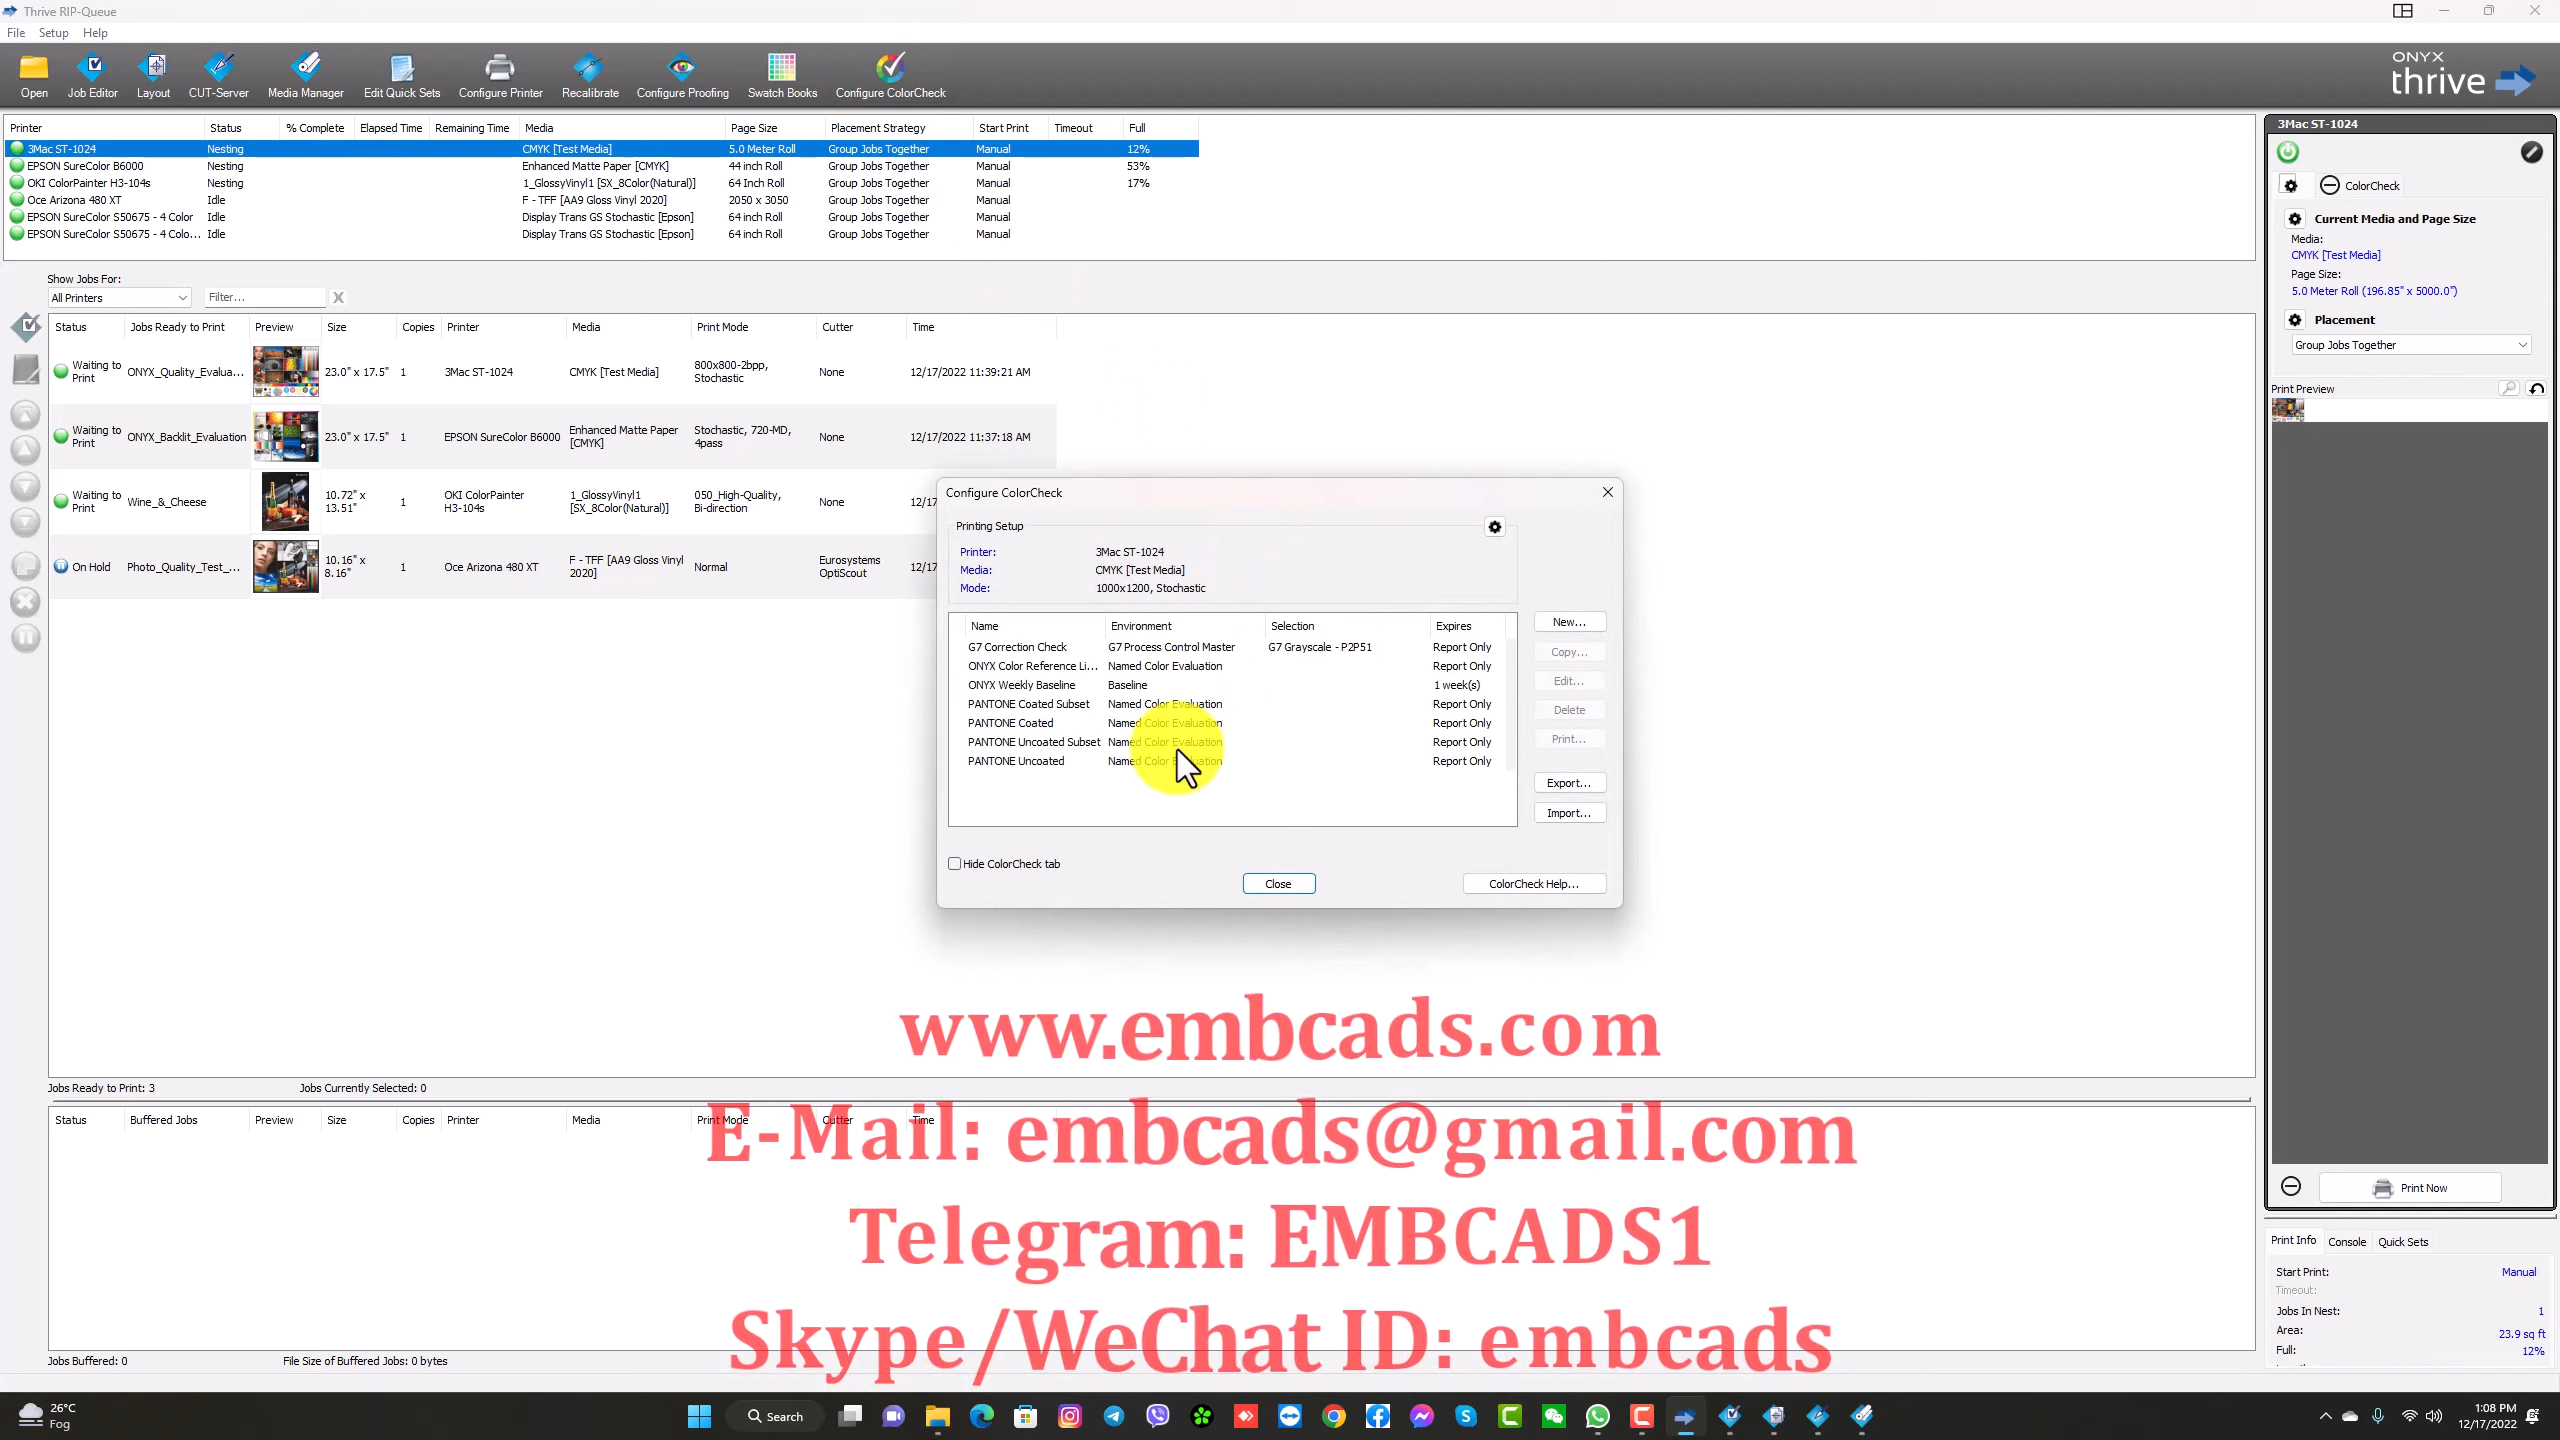 Thrive RIP-Queue
File Setup Help
Open Job Editor Layout CUT-Server Media Manager Edit Quick Sets Configure Printer Recalibrate Configure Proofing Swatch Books Configure ColorCheck
ONYX
thrive
Printer Status % Complete Elapsed Time Remaining Time Media Page Size Placement Strategy Start Print Timeout Full
3Mac ST-1024 Nesting CMYK [Test Media] 5.0 Meter Roll Group Jobs Together Manual 12%
EPSON SureColor B6000 Nesting Enhanced Matte Paper [CMYK] 44 inch Roll Group Jobs Together Manual 53%
OKI ColorPainter H3-104s Nesting 1_GlossyVinyl1 [SX_8Color(Natural)] 64 Inch Roll Group Jobs Together Manual 17%
Oce Arizona 480 XT Idle F - TFF [AA9 Gloss Vinyl 2020] 2050 x 3050 Group Jobs Together Manual
EPSON SureColor S50675 - 4 Color Idle Display Trans GS Stochastic [Epson] 64 inch Roll Group Jobs Together Manual
EPSON SureColor S50675 - 4 Colo... Idle Display Trans GS Stochastic [Epson] 64 inch Roll Group Jobs Together Manual
Show Jobs For:
All Printers Filter... X
Status Jobs Ready to Print Preview Size Copies Printer Media Print Mode Cutter Time
Waiting to Print ONYX_Quality_Evalua... 23.0" x 17.5" 1 3Mac ST-1024 CMYK [Test Media] 800x800-2bpp, Stochastic None 12/17/2022 11:39:21 AM
Waiting to Print ONYX_Backlit_Evaluation 23.0" x 17.5" 1 EPSON SureColor B6000 Enhanced Matte Paper [CMYK] Stochastic, 720-MD, 4pass None 12/17/2022 11:37:18 AM
Waiting to Print Wine_&_Cheese 10.72" x 13.51" 1 OKI ColorPainter H3-104s 1_GlossyVinyl1 [SX_8Color(Natural)] 050_High-Quality, Bi-direction None 12/17
On Hold Photo_Quality_Test_... 10.16" x 8.16" 1 Oce Arizona 480 XT F - TFF [AA9 Gloss Vinyl 2020] Normal Eurosystems OptiScout 12/17
Configure ColorCheck
Printing Setup
Printer: 3Mac ST-1024
Media: CMYK [Test Media]
Mode: 1000x1200, Stochastic
Name Environment Selection Expires
G7 Correction Check G7 Process Control Master G7 Grayscale - P2P51 Report Only
ONYX Color Reference Li... Named Color Evaluation Report Only
ONYX Weekly Baseline Baseline 1 week(s)
PANTONE Coated Subset Named Color Evaluation Report Only
PANTONE Coated Named Color Evaluation Report Only
PANTONE Uncoated Subset Named Color Evaluation Report Only
PANTONE Uncoated Named Color Evaluation Report Only
New...
Copy...
Edit...
Delete
Print...
Export...
Import...
Hide ColorCheck tab
Close ColorCheck Help...
3Mac ST-1024
ColorCheck
Current Media and Page Size
Media:
CMYK [Test Media]
Page Size:
5.0 Meter Roll (196.85" x 5000.0")
Placement
Group Jobs Together
Print Preview
Print Now
Print Info Console Quick Sets
Start Print: Manual
Timeout:
Jobs In Nest: 1
Area: 23.9 sq ft
Full: 12%
Jobs Ready to Print: 3 Jobs Currently Selected: 0
Status Buffered Jobs Preview Size Copies Printer Media Print Mode Cutter Time
Jobs Buffered: 0 File Size of Buffered Jobs: 0 bytes
www.embcads.com
E-Mail: embcads@gmail.com
Telegram: EMBCADS1
Skype/WeChat ID: embcads
26°C
Fog
Search
1:08 PM
12/17/2022